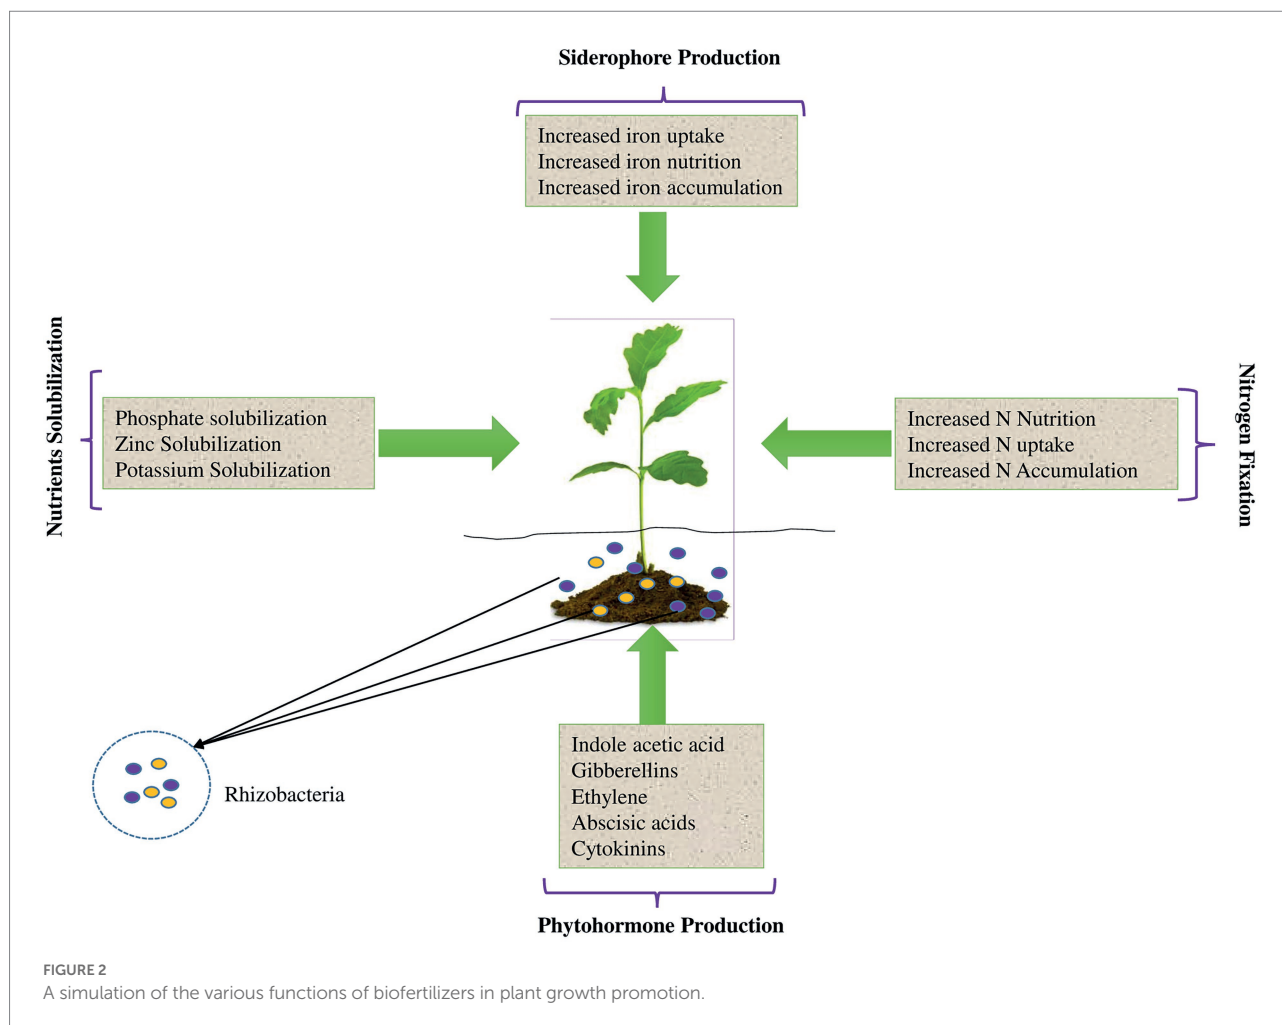 Siderophore Production
Increased iron uptake
Increased iron nutrition
Increased iron accumulation
Nutrients Solubilization
Phosphate solubilization
Zinc Solubilization
Potassium Solubilization
Increased N Nutrition
Increased N uptake
Increased N Accumulation
Nitrogen Fixation
Rhizobacteria
Indole acetic acid
Gibberellins
Ethylene
Abscisic acids
Cytokinins
Phytohormone Production
FIGURE 2
A simulation of the various functions of biofertilizers in plant growth promotion.